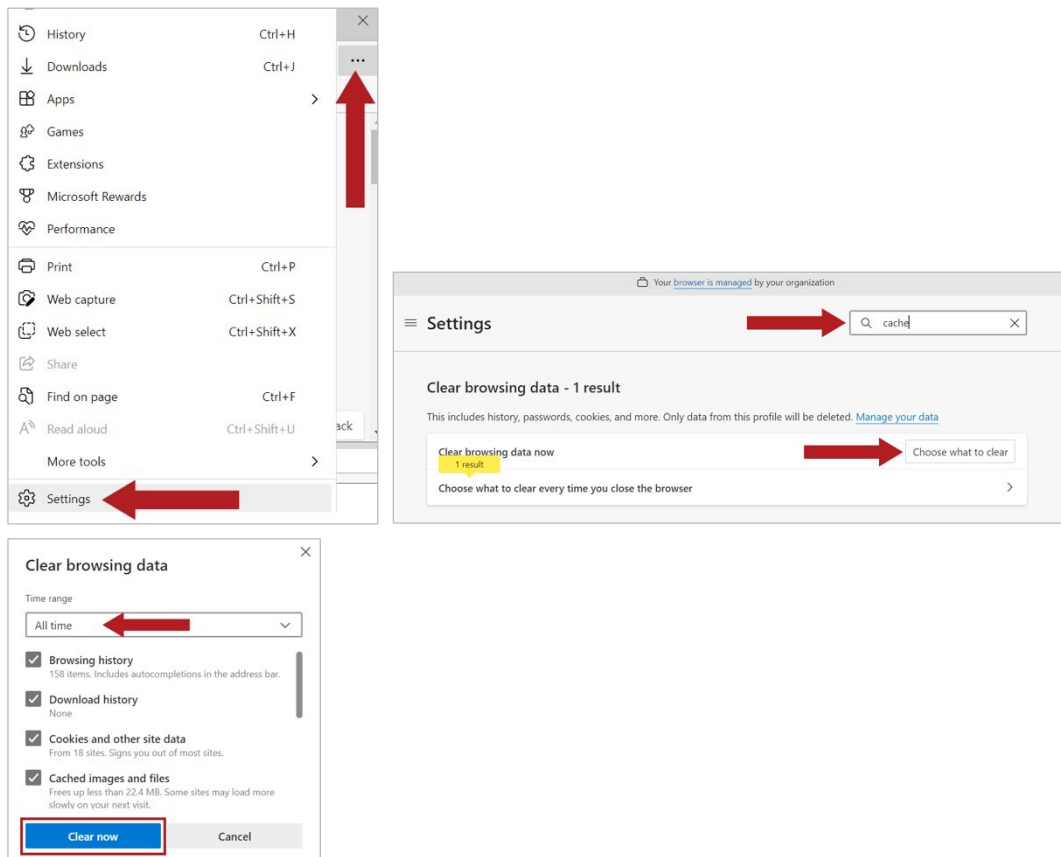 History Ctrl+H
Downloads Ctrl+J
Apps
Games
Extensions
Microsoft Rewards
Performance
Print Ctrl+P
Web capture Ctrl+Shift+S
Web select Ctrl+Shift+X
Share
Find on page Ctrl+F
Read aloud Ctrl+Shift+U
ack
More tools
Settings
Your browser is managed by your organization
Settings
cache
Clear browsing data - 1 result
This includes history, passwords, cookies, and more. Only data from this profile will be deleted. Manage your data
Clear browsing data now
Choose what to clear
1 result
Choose what to clear every time you close the browser
Clear browsing data
Time range
All time
Browsing history
158 items. Includes autocompletions in the address bar.
Download history
None
Cookies and other site data
From 18 sites. Signs you out of most sites.
Cached images and files
Frees up less than 22.4 MB. Some sites may load more
slowly on your next visit.
Clear now Cancel